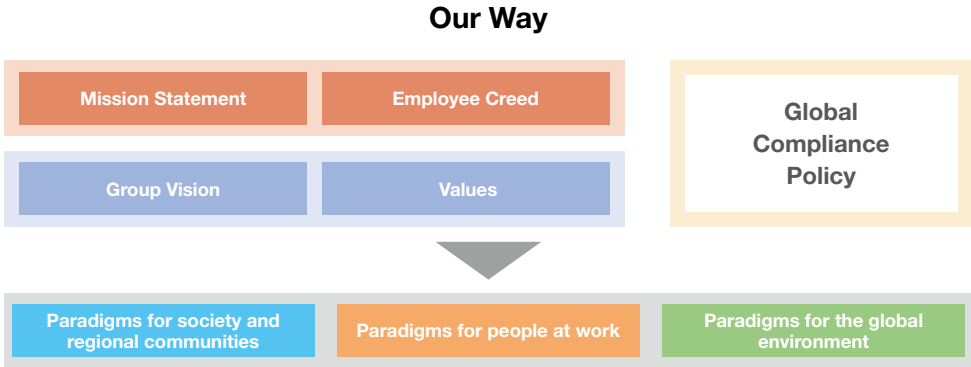 Our Way
Mission Statement
Employee Creed
Group Vision
Values
Global
Compliance
Policy
Paradigms for society and
regional communities
Paradigms for people at work
Paradigms for the global
environment